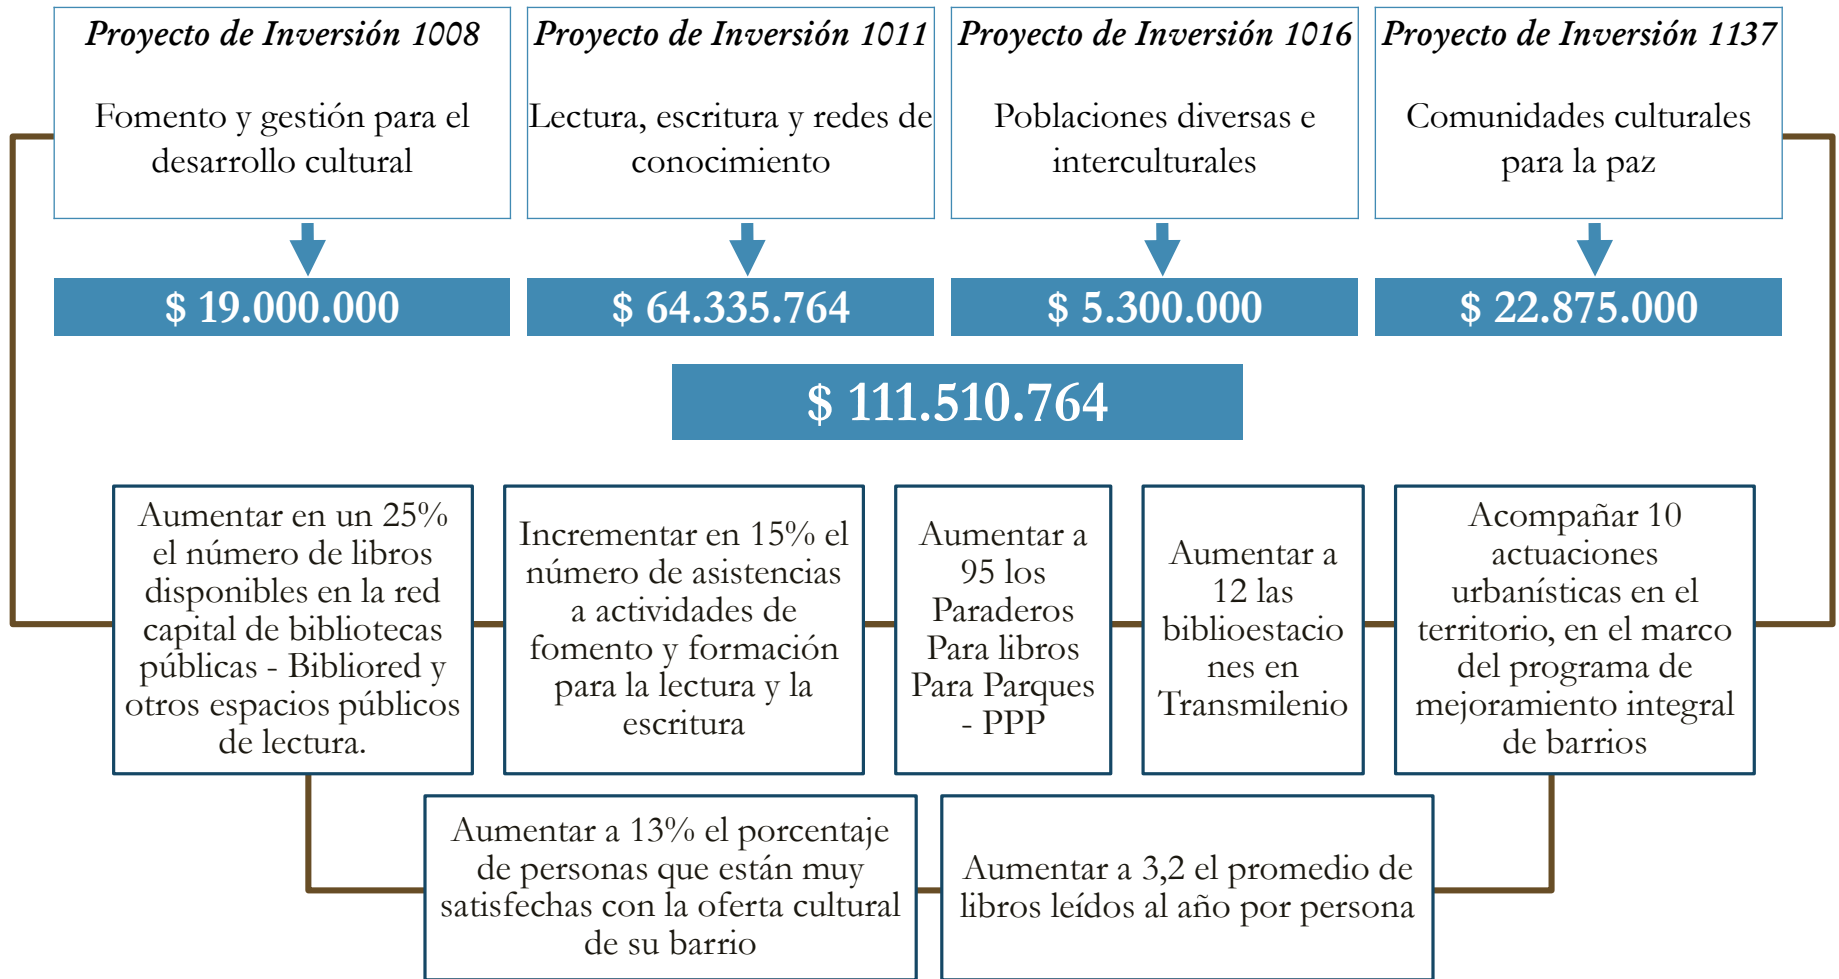 Proyecto de Inversión 1008
Fomento y gestión para el
desarrollo cultural
Proyecto de Inversión 1011
Lectura, escritura y redes de
conocimiento
Proyecto de Inversión 1016
Poblaciones diversas e
interculturales
Proyecto de Inversión 1137
Comunidades culturales
para la paz
$ 19.000.000
$ 64.335.764
$ 5.300.000
$ 22.875.000
$ 111.510.764
Aumentar en un 25%
el número de libros
disponibles en la red
capital de bibliotecas
públicas - Bibliored y
otros espacios públicos
de lectura.
Incrementar en 15% el
número de asistencias
a actividades de
fomento y formación
para la lectura y la
escritura
Aumentar a
95 los
Paraderos
Para libros
Para Parques
- PPP
Aumentar a
12 las
biblioestacio
nes en
Transmilenio
Acompañar 10
actuaciones
urbanísticas en el
territorio, en el marco
del programa de
mejoramiento integral
de barrios
Aumentar a 13% el porcentaje
de personas que están muy
satisfechas con la oferta cultural
de su barrio
Aumentar a 3,2 el promedio de
libros leídos al año por persona